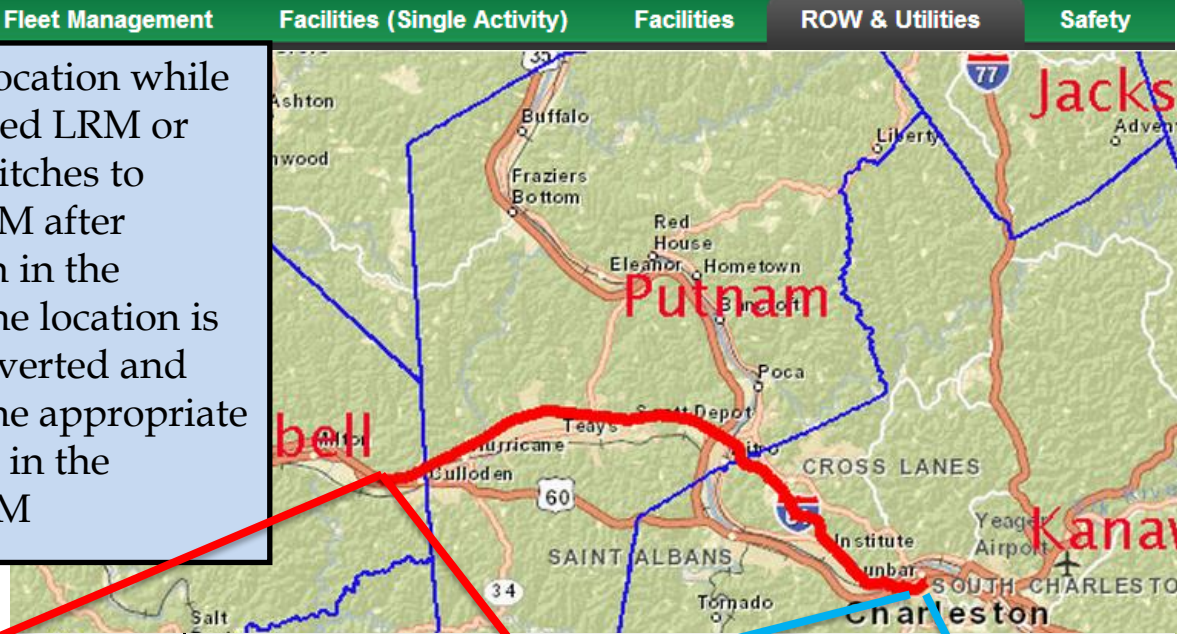 Fleet Management Facilities (Single Activity) Facilities ROW & Utilities Safety
ocation while
ed LRM or
itches to
M after
n in the
he location is
verted and
he appropriate
in the
M
35
77
Jacks
Ashton
Buffalo
Liberty
nwood
Fraziers
Bottom
Red
House
Eleanor
Hometown
Putnam
Poca
bell
Teays
Depot
Hurricane
Culloden
CROSS LANES
60
Institute
Yeager
Airport
Kanaw
SAINT ALBANS
unbar
SOUTH CHARLESTO
34
Tornado
Charleston
Salt